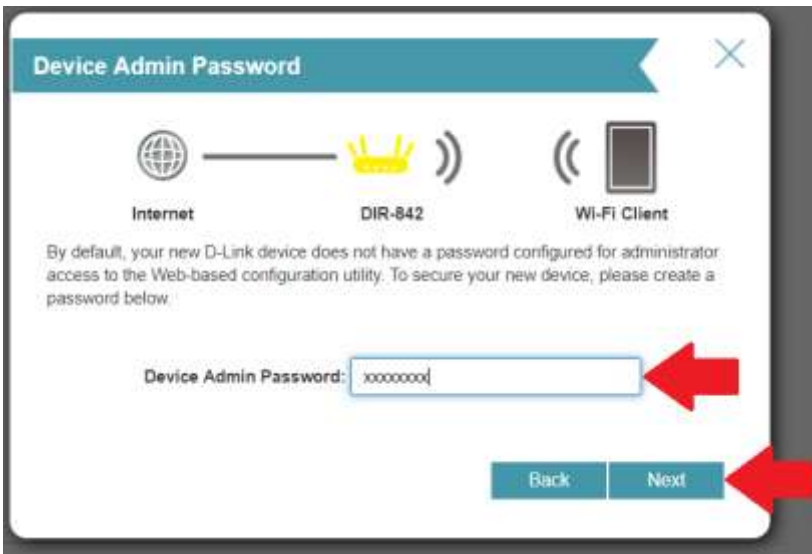 Device Admin Password
Internet
DIR-842
Wi-Fi Client
By default, your new D-Link device does not have a password configured for administrator
access to the Web-based configuration utility. To secure your new device, please create a
password below.
Device Admin Password: xxxxxxxx
Back
Next